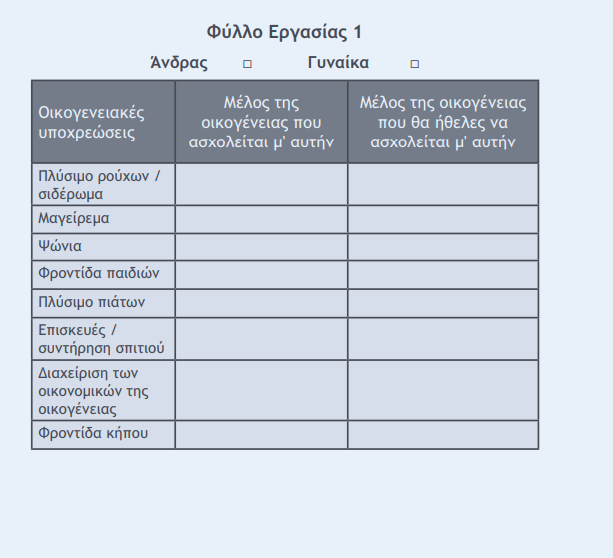 Φύλλο Εργασίας 1
Άνδρας □ Γυναίκα □
Οικογενειακές
υποχρεώσεις
Μέλος της
οικογένειας που
ασχολείται μ' αυτήν
Μέλος της οικογένειας
που θα ήθελες να
ασχολείται μ' αυτήν
Πλύσιμο ρούχων /
σιδέρωμα
Μαγείρεμα
Ψώνια
Φροντίδα παιδιών
Πλύσιμο πιάτων
Επισκευές /
συντήρηση σπιτιού
Διαχείριση των
οικονομικών της
οικογένειας
Φροντίδα κήπου